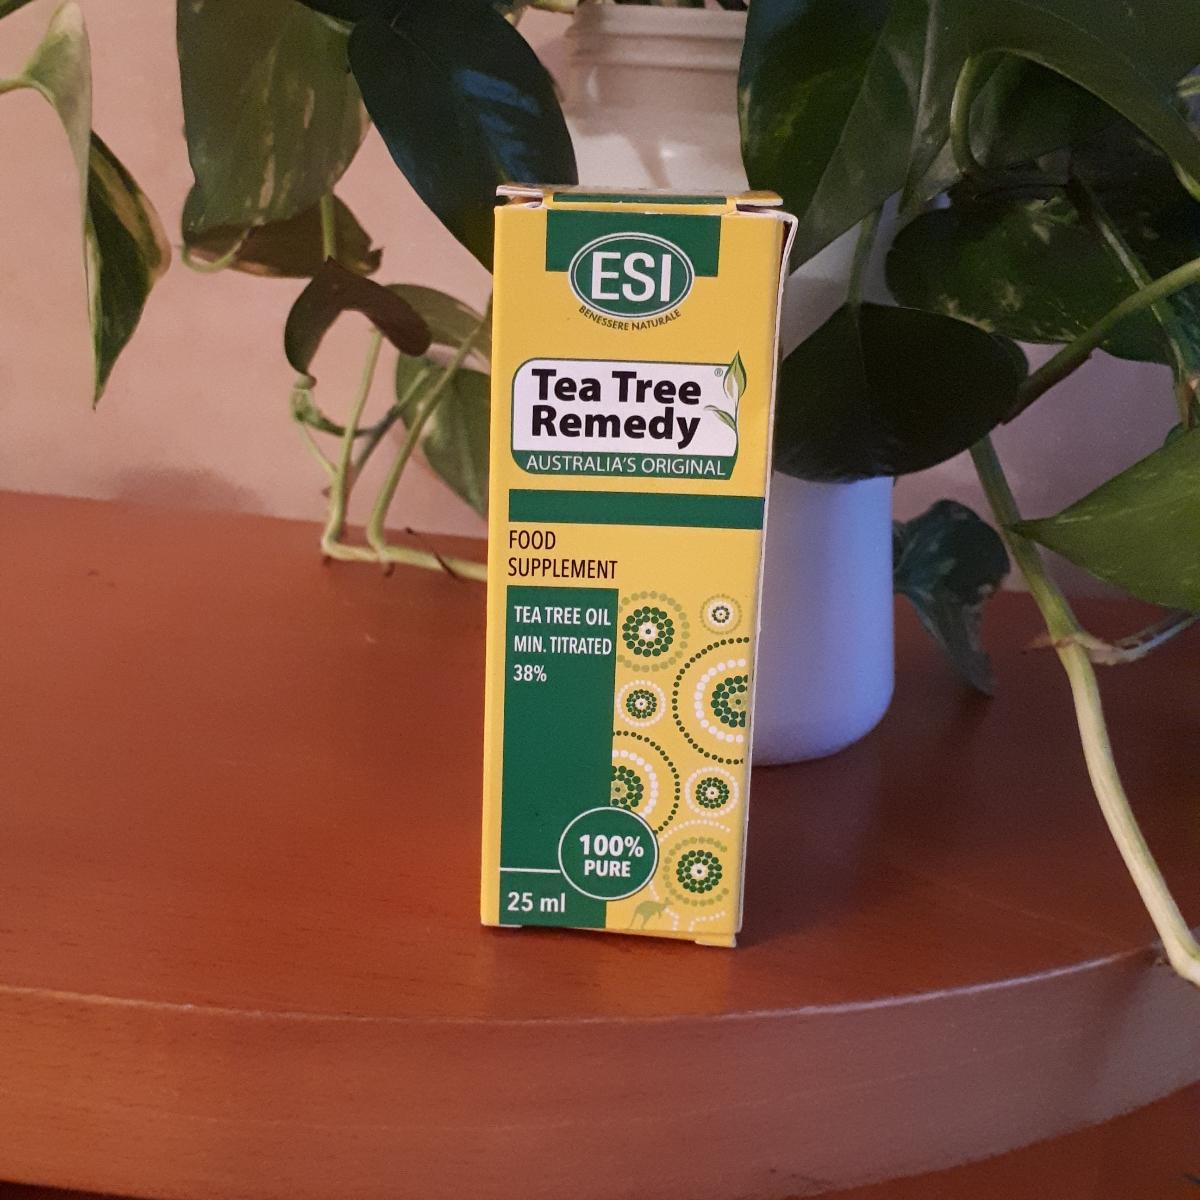 ESI
BENESSERE NATURALE
Tea Tree ®
Remedy
AUSTRALIA'S ORIGINAL
FOOD
SUPPLEMENT
TEA TREE OIL
MIN. TITRATED
38%
100%
PURE
25 ml